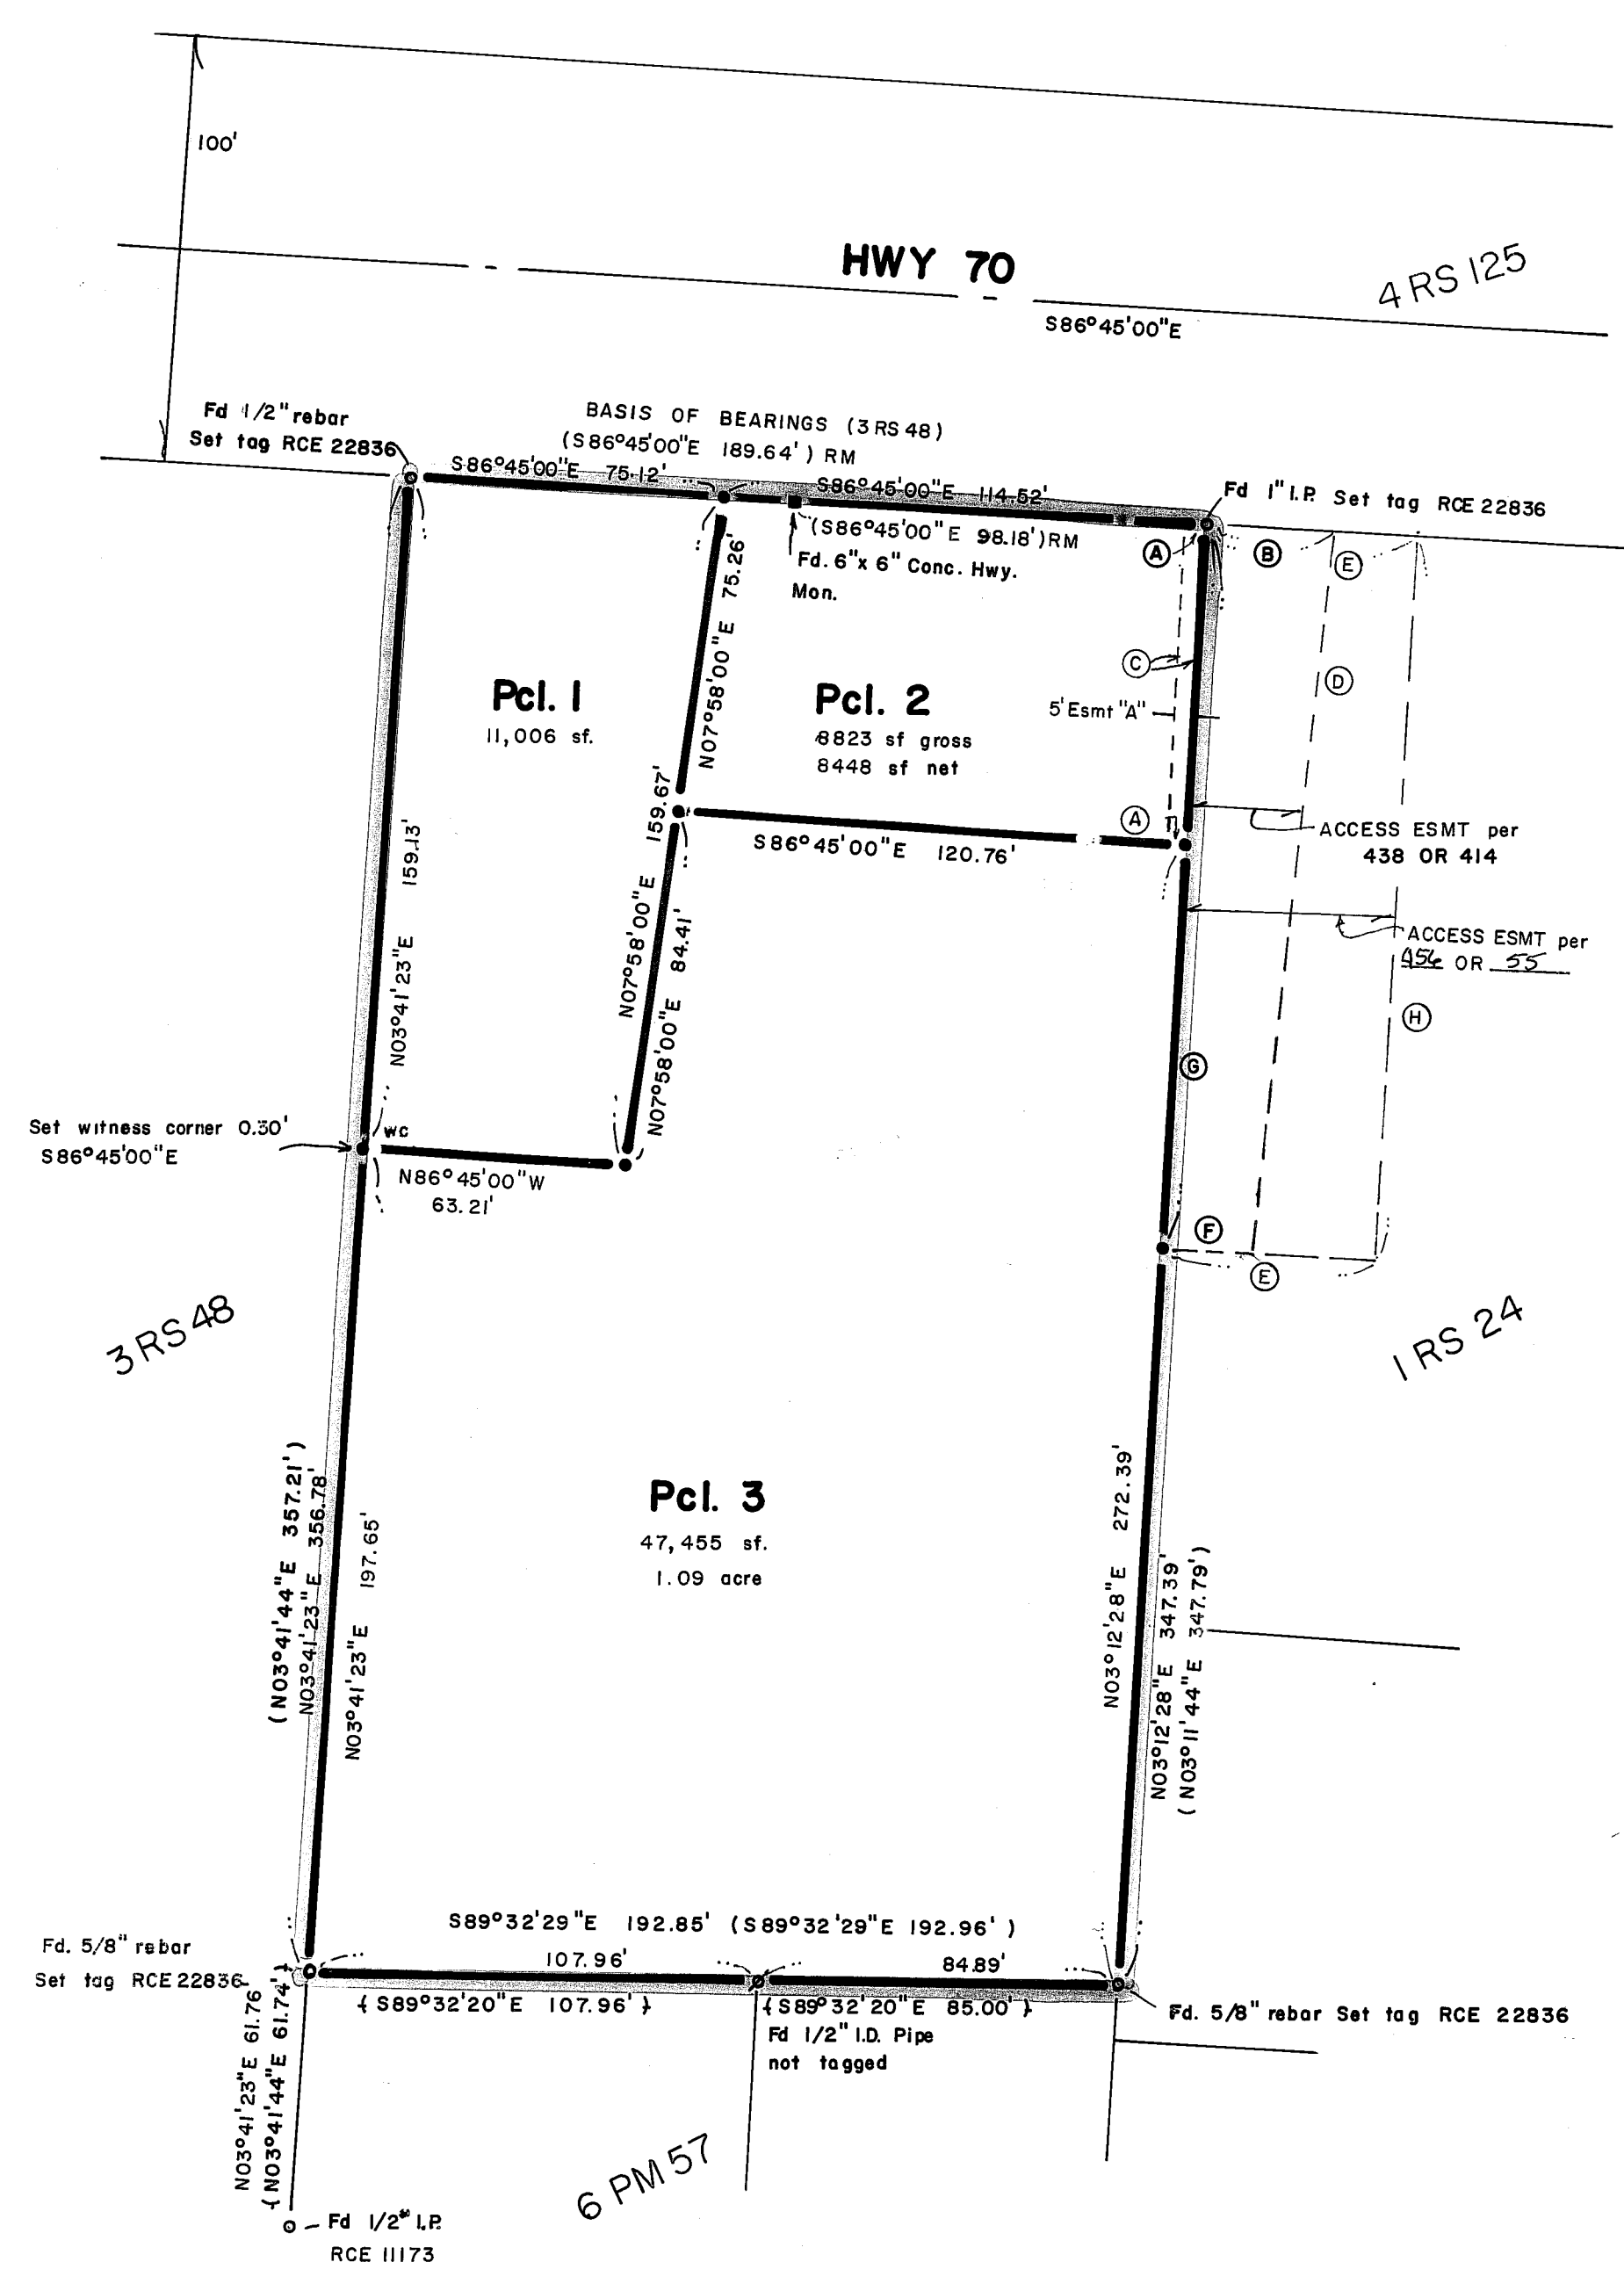 100'
HWY 70
4 RS 125
S86°45'00"E
Fd 1/2" rebar
Set tag RCE 22836
BASIS OF BEARINGS (3 RS 48)
(S86°45'00"E 189.64') RM
S86°45'00"E 75.12'
S86°45'00"E 114.52'
Fd 1" I.P. Set tag RCE 22836
(S86°45'00"E 98.18')RM
Fd. 6"x 6" Conc. Hwy.
Mon.
A
B
E
N07°58'00"E 75.26'
C
D
Pcl. 1
11,006 sf.
Pcl. 2
8823 sf gross
8448 sf net
5' Esmt "A"
A
ACCESS ESMT per
438 OR 414
S86°45'00"E 120.76'
N03°41'23"E 159.13'
N07°58'00"E 159.67'
N07°58'00"E 84.41'
ACCESS ESMT per
456 OR 55
H
G
Set witness corner 0.30'
S86°45'00"E
WC
N86°45'00"W
63.21'
F
E
3 RS 48
1 RS 24
Pcl. 3
47,455 sf.
1.09 acre
(N03°41'44"E 357.21')
N03°41'23"E 356.78'
N03°41'23"E 197.65'
N03°12'28"E 272.39'
N03°12'28"E 347.39'
(N03°11'44"E 347.79')
S89°32'29"E 192.85' (S89°32'29"E 192.96')
107.96'
84.89'
Fd. 5/8" rebar
Set tag RCE 22836
{S89°32'20"E 107.96'}
{S89°32'20"E 85.00'}
Fd 1/2" I.D. Pipe
not tagged
Fd. 5/8" rebar Set tag RCE 22836
N03°41'23"E 61.76'
{N03°41'44"E 61.74'}
6 PM 57
Fd 1/2" I.P.
RCE 11173